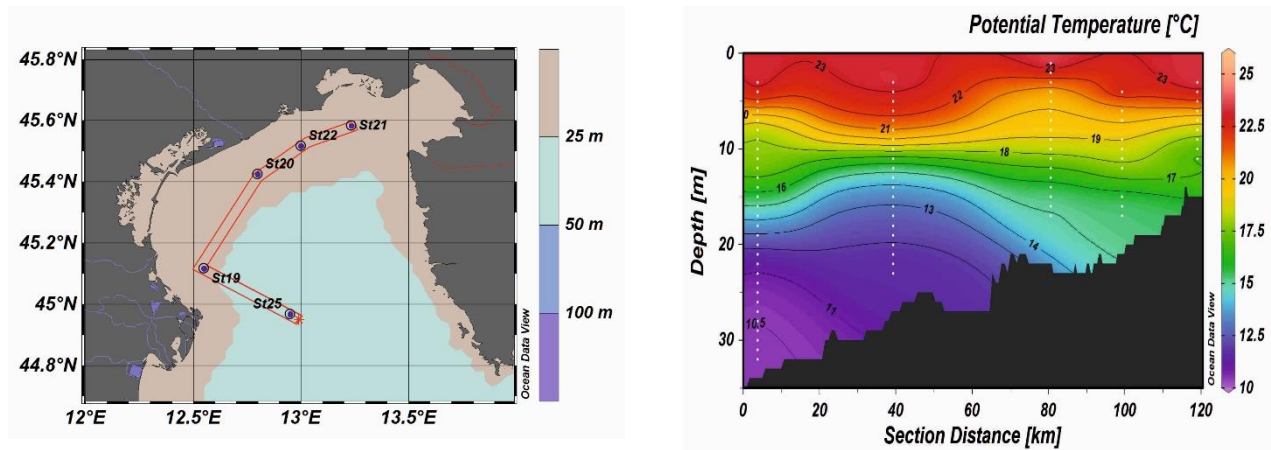 45.8°N
45.6°N
45.4°N
45.2°N
45°N
44.8°N
12°E
12.5°E
13°E
13.5°E
St21
St22
St20
St19
St25
25 m
50 m
100 m
Ocean Data View
Potential Temperature [°C]
0
10
20
30
Depth [m]
0
20
40
60
80
100
120
Section Distance [km]
23
23
23
23
22
21
0
19
18
17
16
14
13
11
10.5
25
22.5
20
17.5
15
12.5
10
Ocean Data View